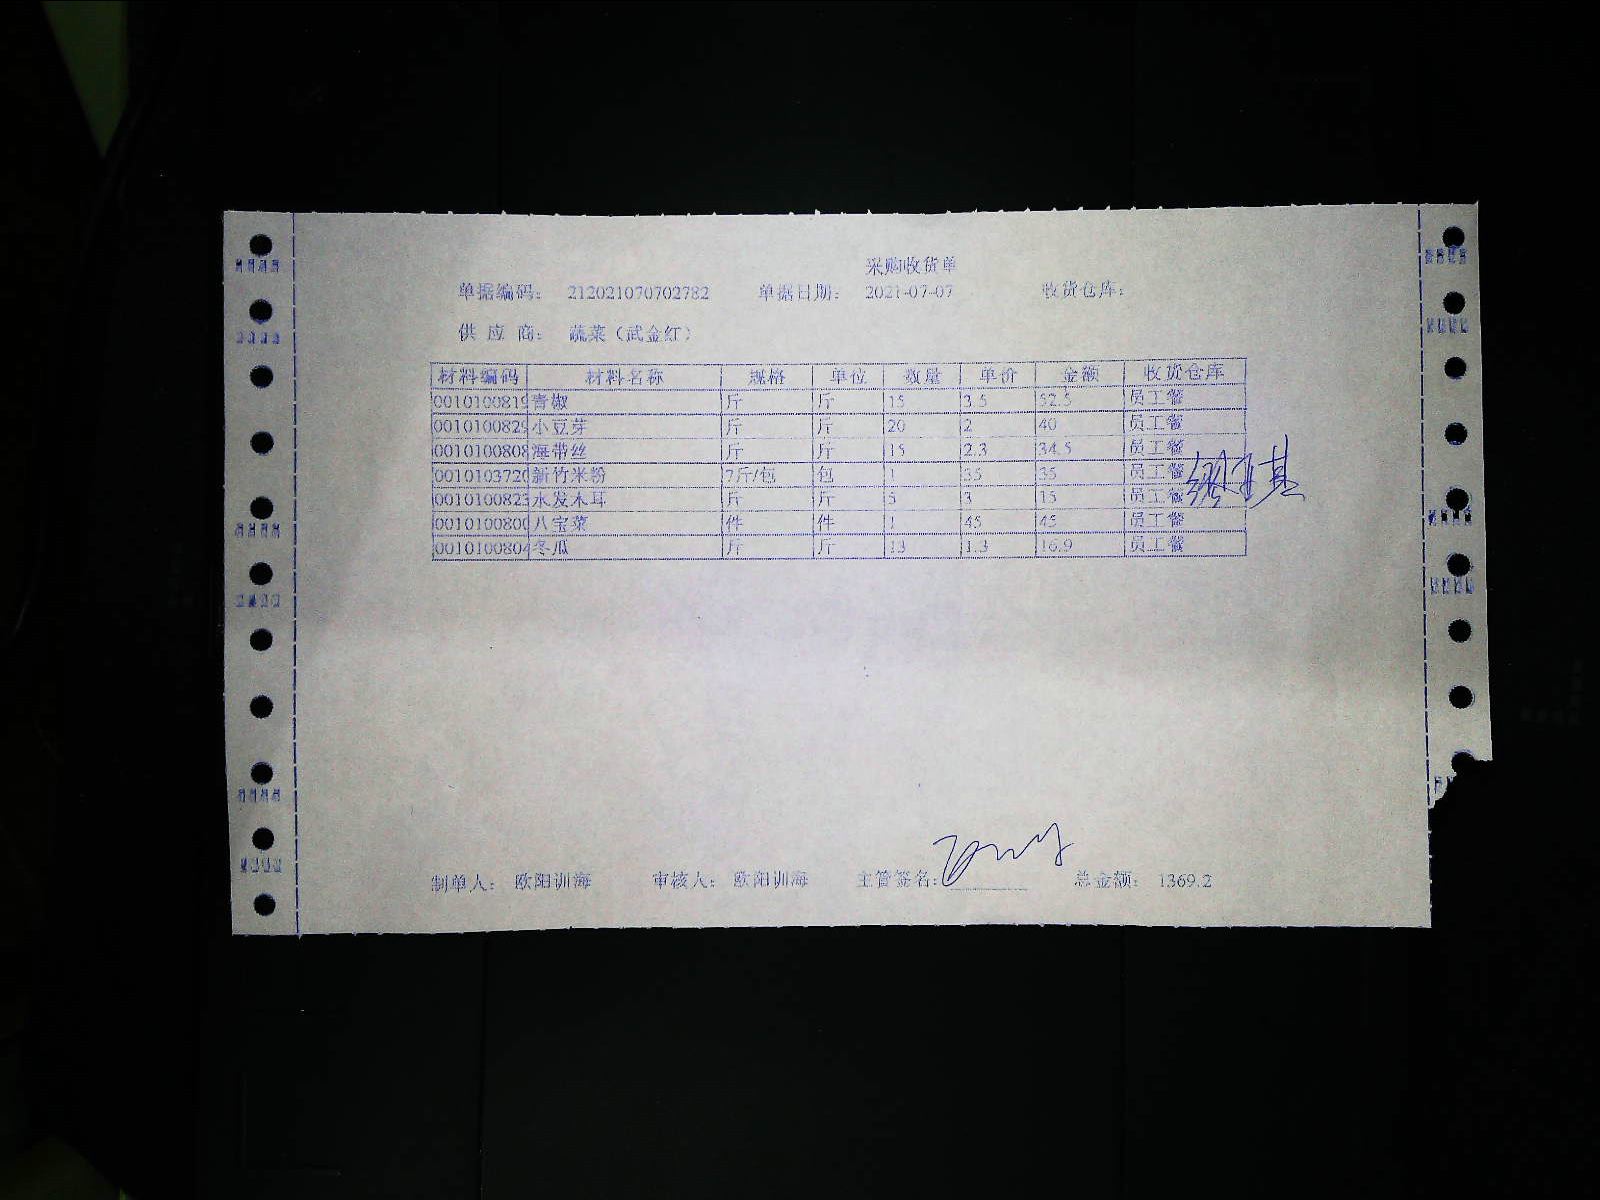 采购收货单
单据编码： 212021070702782 单据日期： 2021-07-07 收货仓库：
供 应 商： 蔬菜（武金红）
材料编码 材料名称 规格 单位 数量 单价 金额 收货仓库
0010100819 青椒 斤 斤 15 3.5 52.5 员工餐
0010100829 小豆芽 斤 斤 20 2 40 员工餐
0010100808 海带丝 斤 斤 15 2.3 34.5 员工餐
0010103720 新竹米粉 7斤/包 包 1 35 35 员工餐
0010100823 水发木耳 斤 斤 5 3 15 员工餐
0010100800 八宝菜 件 件 1 45 45 员工餐
0010100804 冬瓜 斤 斤 13 1.3 16.9 员工餐
制单人： 欧阳训海 审核人： 欧阳训海 主管签名： 总金额： 1369.2